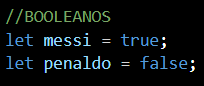 //BOOLEANOS
let messi = true;
let penaldo = false;